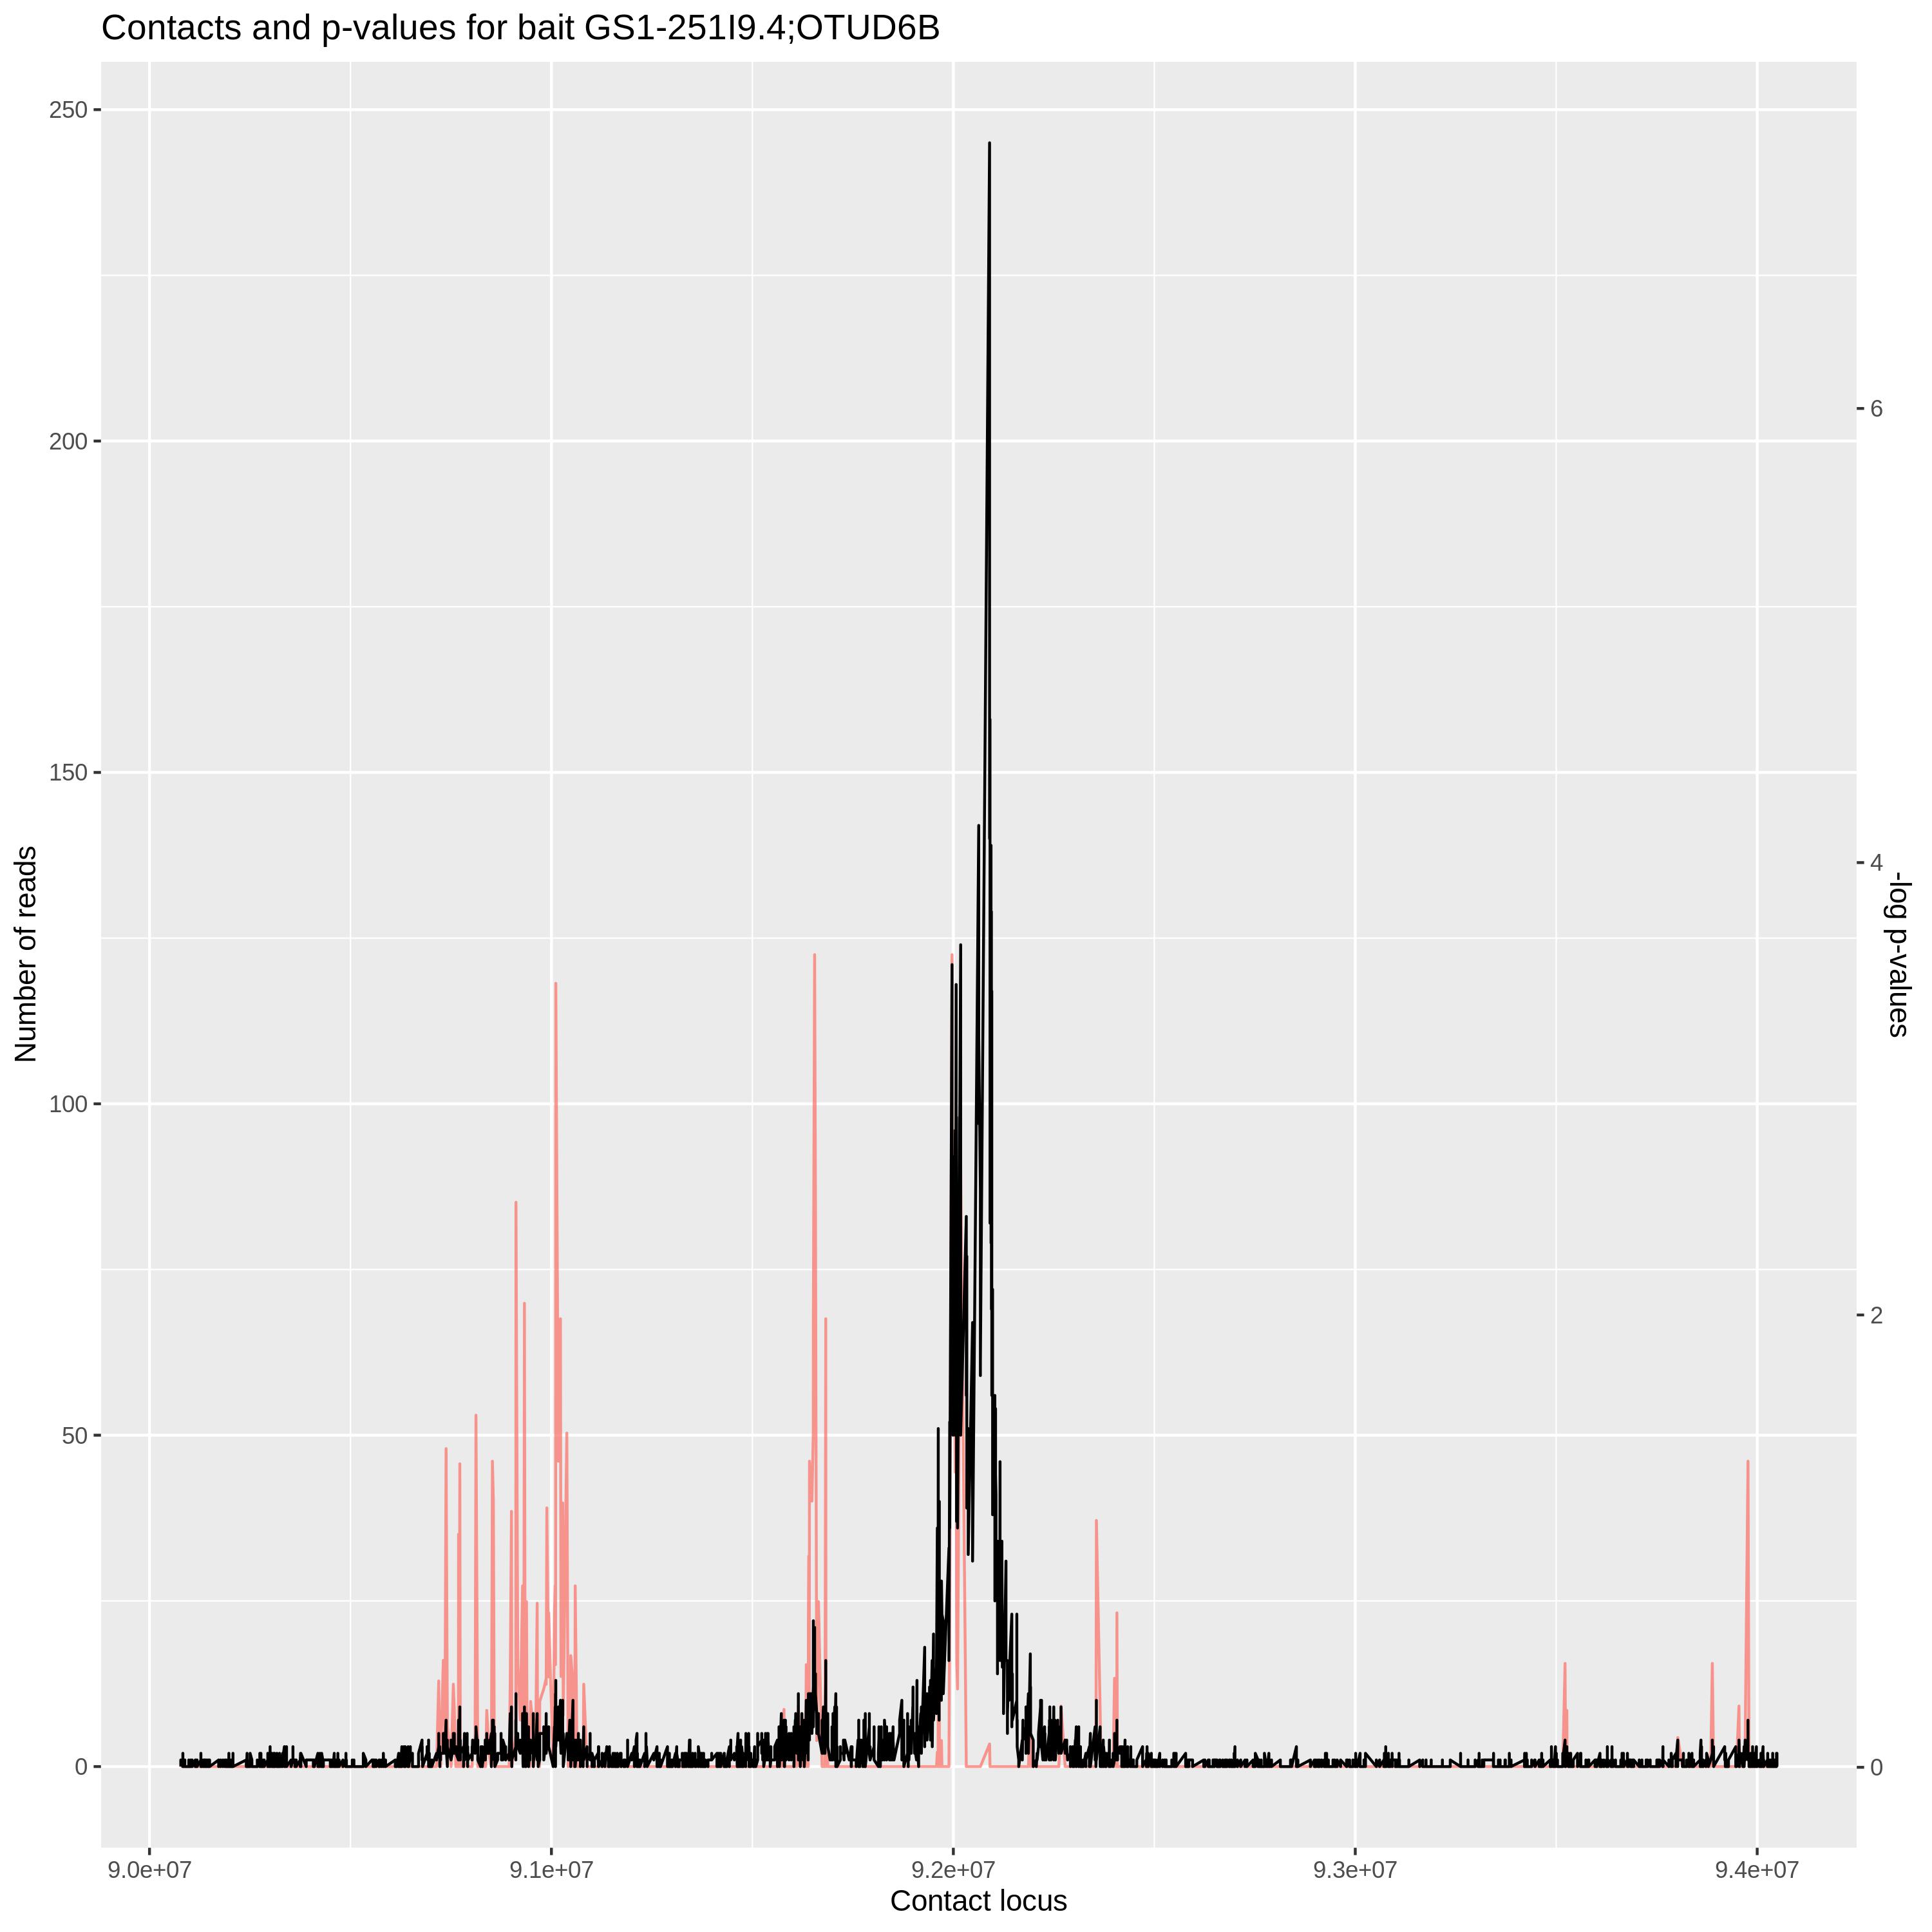 Contacts and p-values for bait GS1-251I9.4;OTUD6B
250
200
150
100
50
0
Number of reads
6
4
2
0
-log p-values
9.0e+07
9.1e+07
9.2e+07
9.3e+07
9.4e+07
Contact locus